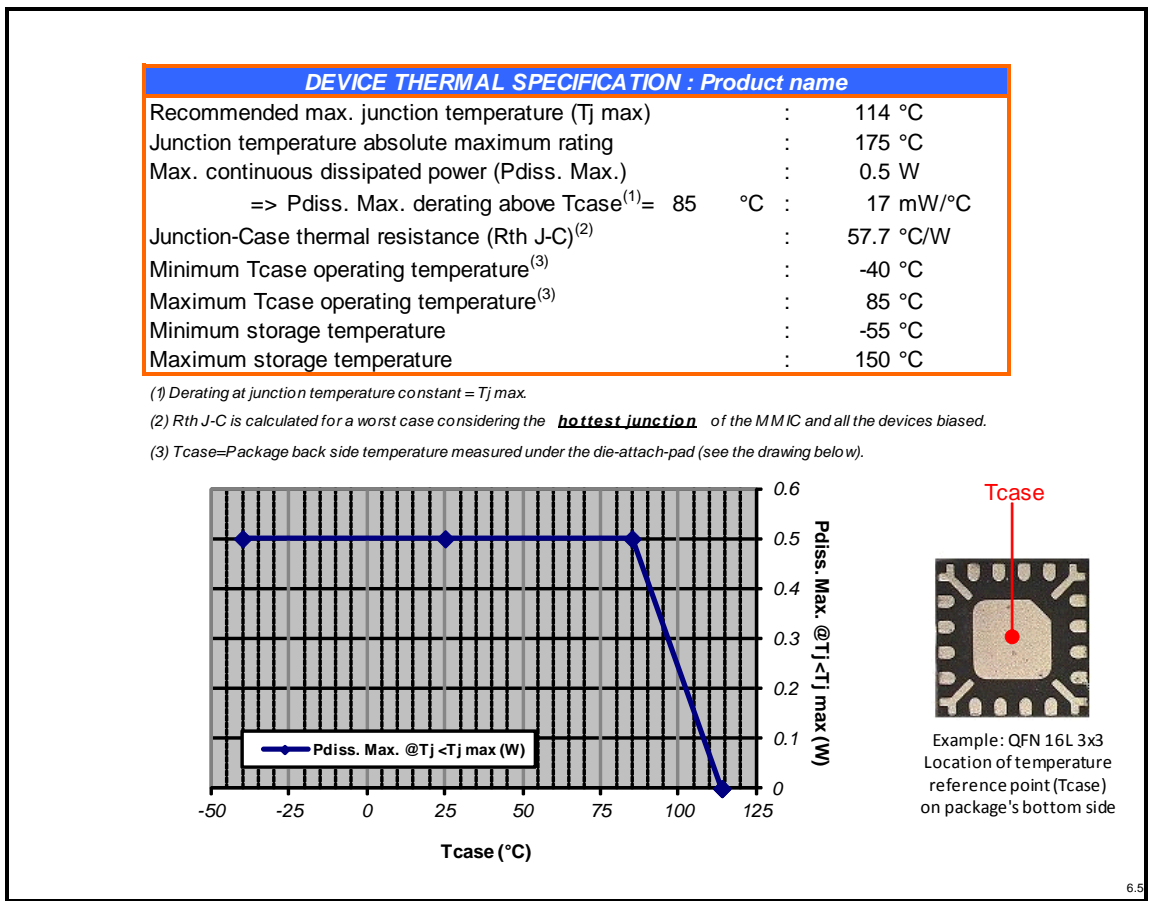 DEVICE THERMAL SPECIFICATION : Product name
Recommended max. junction temperature (Tj max) : 114 °C
Junction temperature absolute maximum rating : 175 °C
Max. continuous dissipated power (Pdiss. Max.) : 0.5 W
=> Pdiss. Max. derating above Tcase(1)= 85 °C : 17 mW/°C
Junction-Case thermal resistance (Rth J-C)(2) : 57.7 °C/W
Minimum Tcase operating temperature(3) : -40 °C
Maximum Tcase operating temperature(3) : 85 °C
Minimum storage temperature : -55 °C
Maximum storage temperature : 150 °C
(1) Derating at junction temperature constant = Tj max.
(2) Rth J-C is calculated for a worst case considering the hottest junction of the MMIC and all the devices biased.
(3) Tcase=Package back side temperature measured under the die-attach-pad (see the drawing below).
0.6
0.5
0.4
0.3
0.2
0.1
0
Pdiss. Max. @Tj <Tj max (W)
Pdiss. Max. @Tj <Tj max (W)
-50 -25 0 25 50 75 100 125
Tcase (°C)
Tcase
Example: QFN 16L 3x3
Location of temperature
reference point (Tcase)
on package's bottom side
6.5